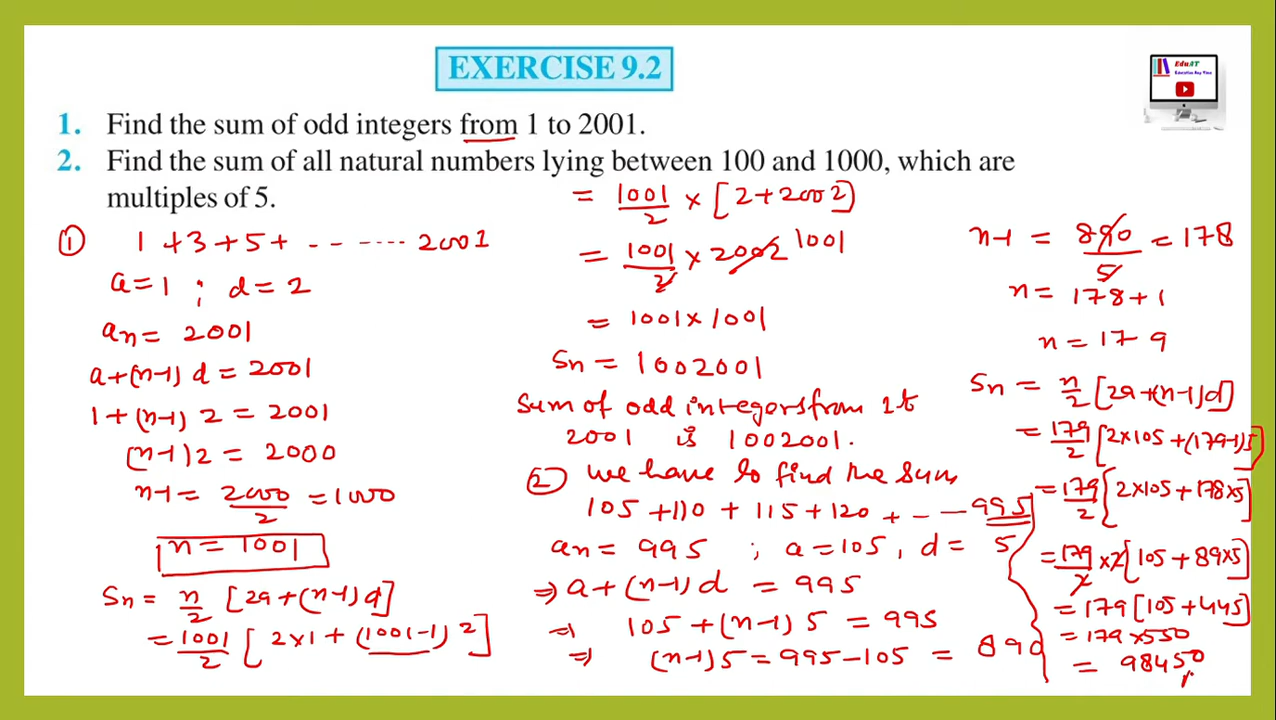 EXERCISE 9.2
EduAT
Education Any Time
1. Find the sum of odd integers from 1 to 2001.
2. Find the sum of all natural numbers lying between 100 and 1000, which are
multiples of 5.
① 1 + 3 + 5 + - - ..... 2001
a = 1 ; d = 2
an = 2001
a + (n-1) d = 2001
1 + (n-1) 2 = 2001
(n-1) 2 = 2000
n-1 = 2000/2 = 1000
n = 1001
Sn = n/2 [2a + (n-1) d]
= 1001/2 [2×1 + (1001-1) 2]
= 1001/2 × [2 + 2002]
= 1001/2 × 2002 1001
= 1001 × 1001
Sn = 1002001
Sum of odd integers from 1 to
2001 is 1002001.
② we have to find the sum
105 + 110 + 115 + 120 + - - 995
an = 995 ; a = 105, d = 5
⇒ a + (n-1) d = 995
⇒ 105 + (n-1) 5 = 995
⇒ (n-1) 5 = 995 - 105 = 890
n-1 = 890/5 = 178
n = 178 + 1
n = 179
Sn = n/2 [2a + (n-1) d]
= 179/2 [2×105 + (179-1) 5]
= 179/2 [2×105 + 178×5]
= 179/2 × 2 [105 + 89×5]
= 179 [105 + 445]
= 179 × 550
= 98450